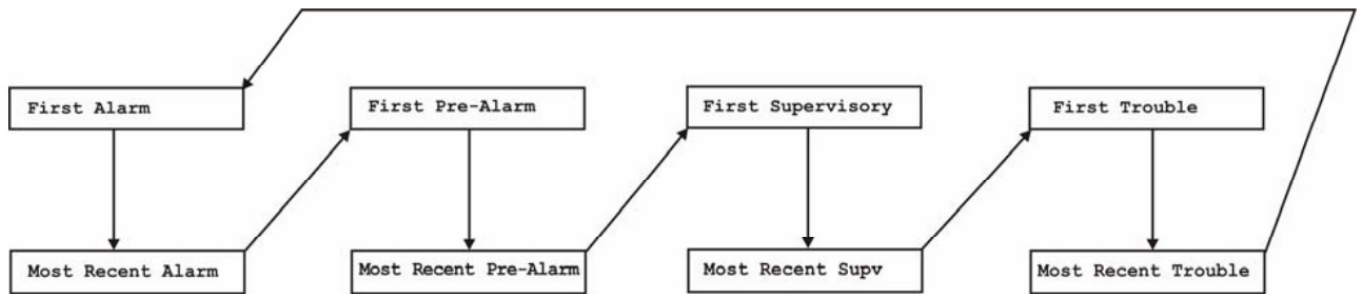 First Alarm
First Pre-Alarm
First Supervisory
First Trouble
Most Recent Alarm
Most Recent Pre-Alarm
Most Recent Supv
Most Recent Trouble